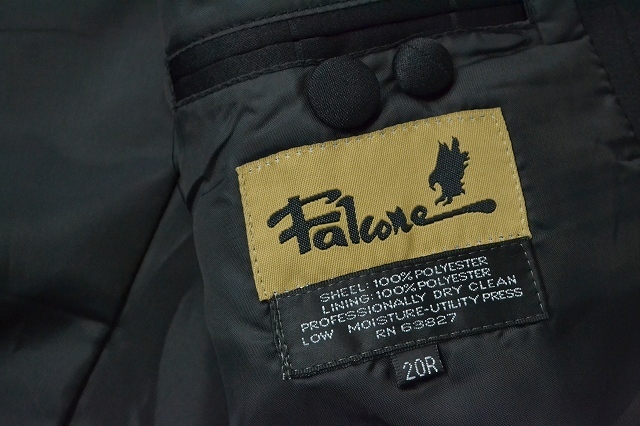 Falcone
SHELL: 100% POLYESTER
LINING: 100% POLYESTER
PROFESSIONALLY DRY CLEAN
LOW MOISTURE-UTILITY PRESS
RN 63827
20R